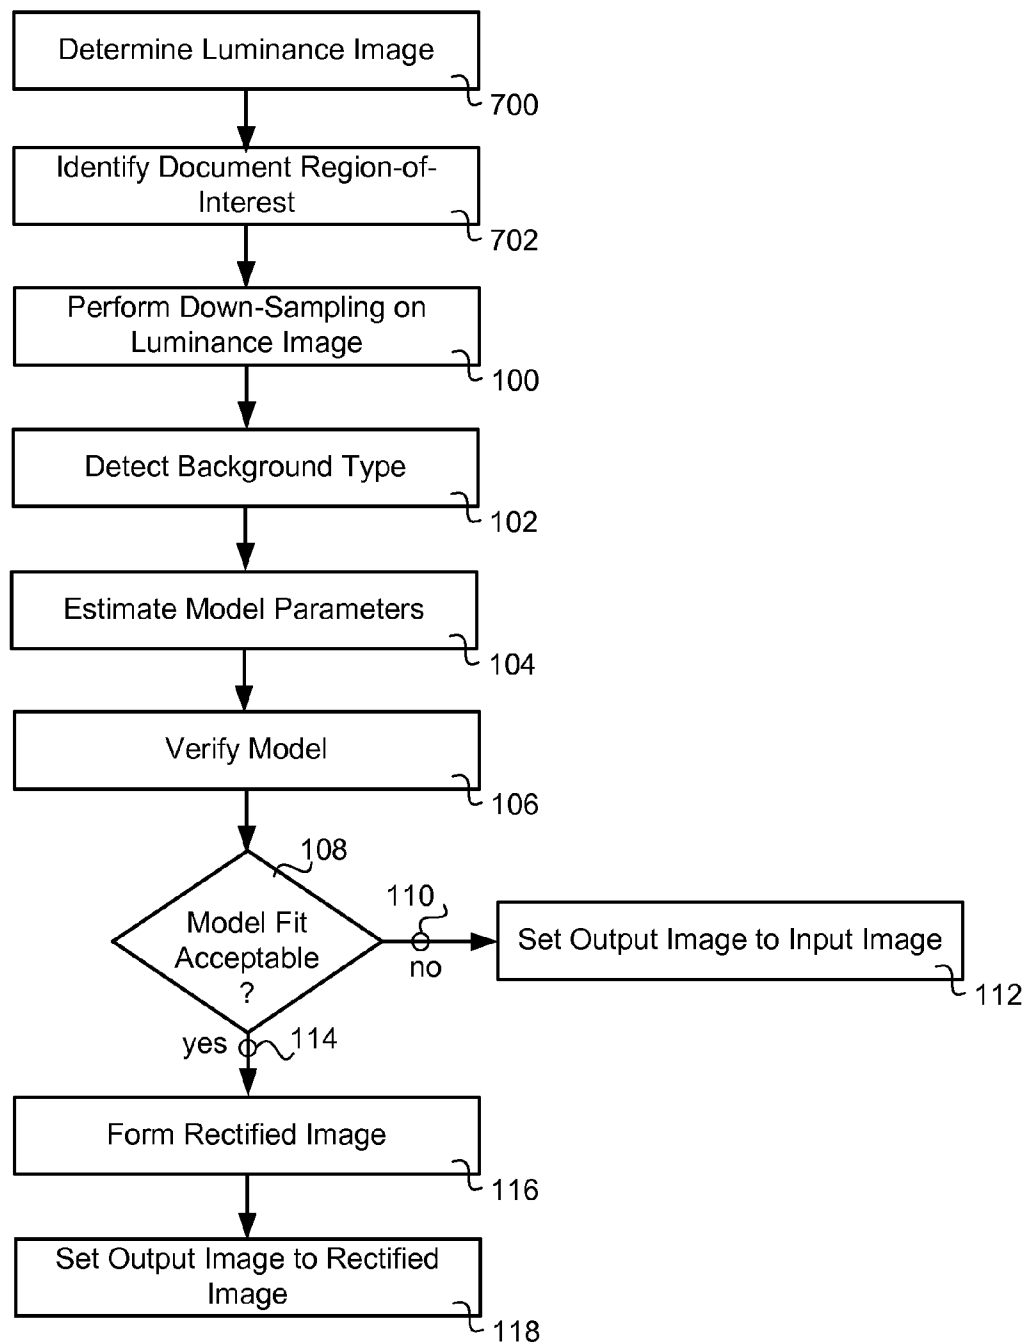 Determine Luminance Image
700
Identify Document Region-of-
Interest
702
Perform Down-Sampling on
Luminance Image
100
Detect Background Type
102
Estimate Model Parameters
104
Verify Model
106
108
Model Fit
Acceptable
?
110
no
Set Output Image to Input Image
112
yes
114
Form Rectified Image
116
Set Output Image to Rectified
Image
118